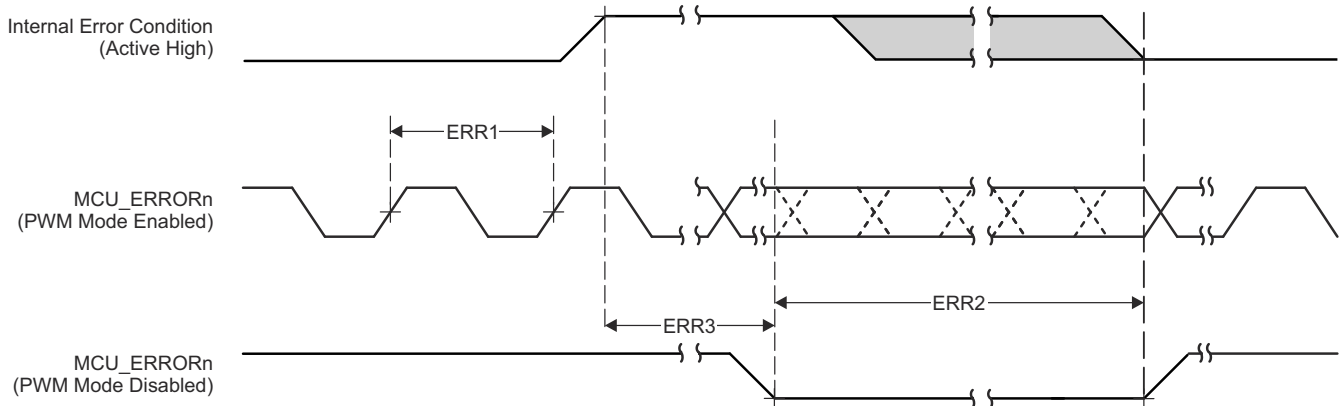 Internal Error Condition
(Active High)
ERR1
MCU_ERRORn
(PWM Mode Enabled)
ERR2
ERR3
MCU_ERRORn
(PWM Mode Disabled)